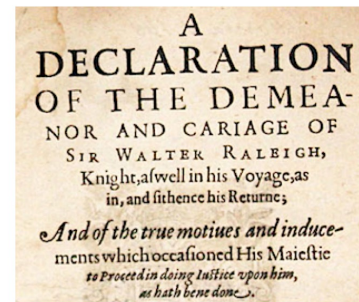 A
DECLARATION
OF THE DEMEA-
NOR AND CARIAGE OF
SIR WALTER RALEIGH,
Knight, aſwell in his Voyage, as
in, and ſithence his Returne;
And of the true motiues and induce-
ments which occaſioned His Maieſtie
to Proceed in doing Iuſtice vpon him,
as hath bene done.